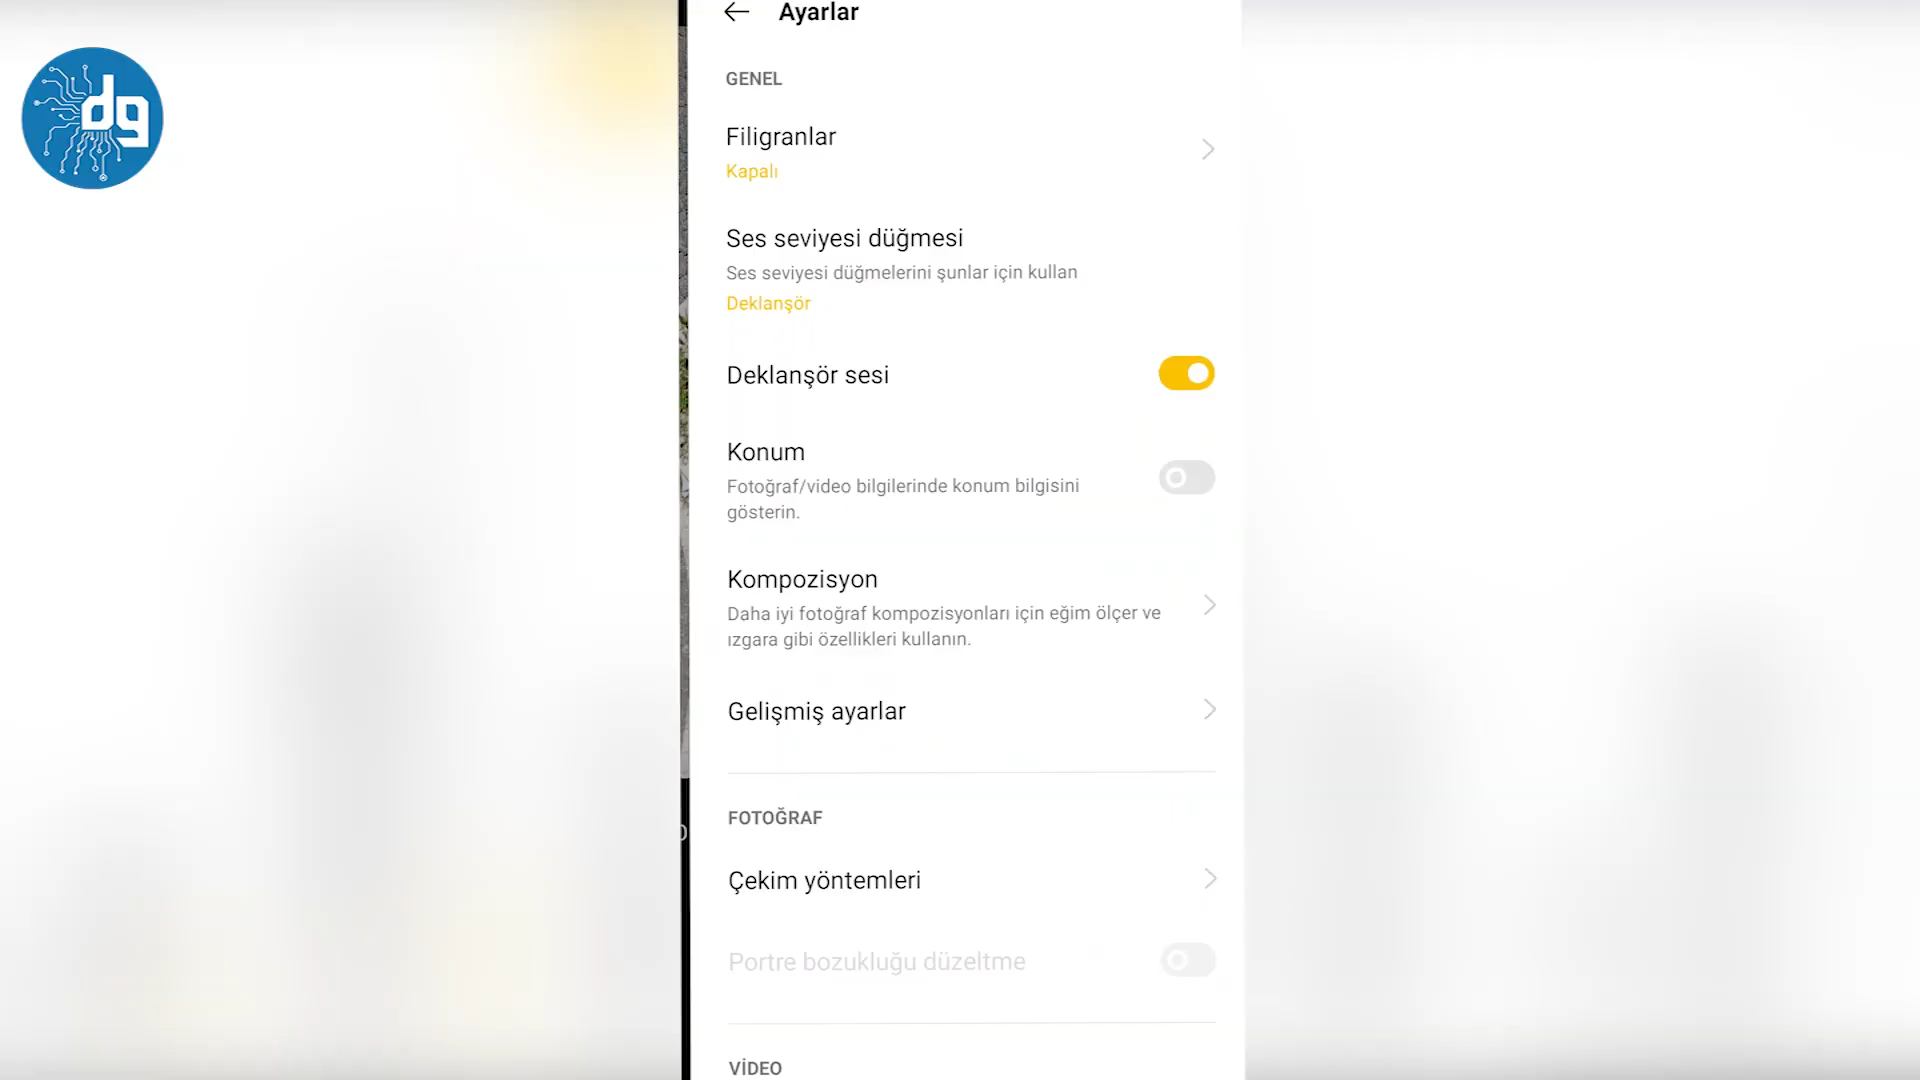 dg
Ayarlar
GENEL
Filigranlar
Kapalı
Ses seviyesi düğmesi
Ses seviyesi düğmelerini şunlar için kullan
Deklanşör
Deklanşör sesi
Konum
Fotoğraf/video bilgilerinde konum bilgisini
gösterin.
Kompozisyon
Daha iyi fotoğraf kompozisyonları için eğim ölçer ve
ızgara gibi özellikleri kullanın.
Gelişmiş ayarlar
FOTOĞRAF
Çekim yöntemleri
Portre bozukluğu düzeltme
VİDEO